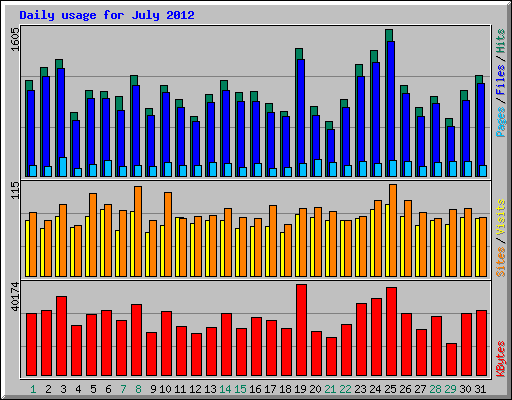 Daily usage for July 2012
1605
Pages / Files / Hits
115
Sites / Visits
40174
KBytes
1 2 3 4 5 6 7 8 9 10 11 12 13 14 15 16 17 18 19 20 21 22 23 24 25 26 27 28 29 30 31